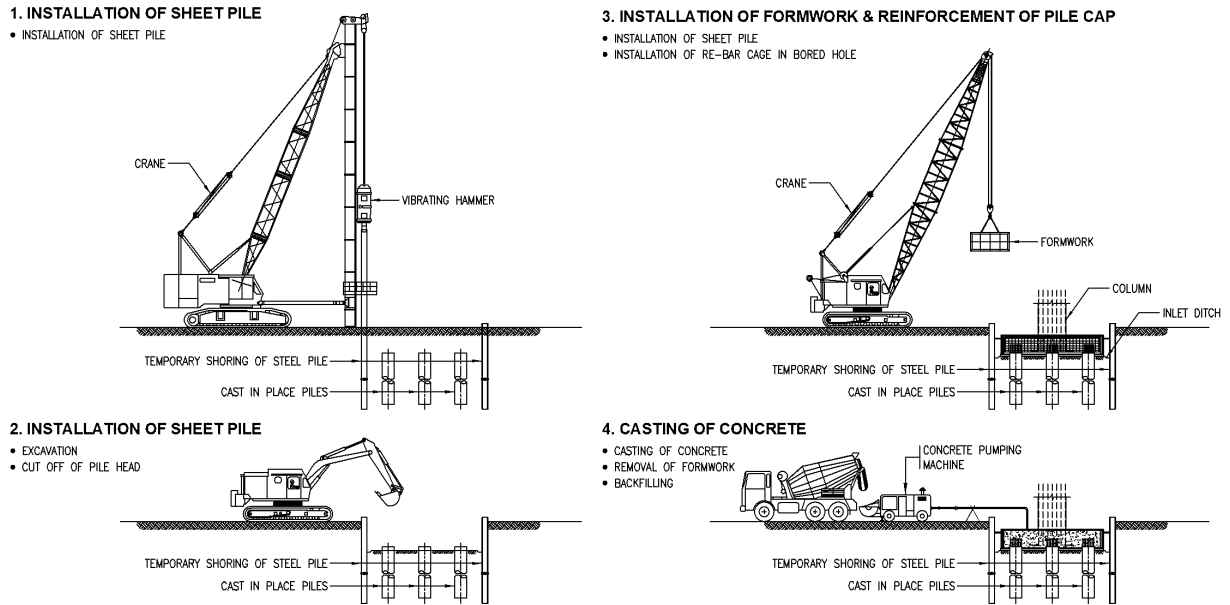 1. INSTALLATION OF SHEET PILE
• INSTALLATION OF SHEET PILE
CRANE
VIBRATING HAMMER
TEMPORARY SHORING OF STEEL PILE
CAST IN PLACE PILES
2. INSTALLATION OF SHEET PILE
• EXCAVATION
• CUT OFF OF PILE HEAD
TEMPORARY SHORING OF STEEL PILE
CAST IN PLACE PILES
3. INSTALLATION OF FORMWORK & REINFORCEMENT OF PILE CAP
• INSTALLATION OF SHEET PILE
• INSTALLATION OF RE-BAR CAGE IN BORED HOLE
CRANE
FORMWORK
COLUMN
INLET DITCH
TEMPORARY SHORING OF STEEL PILE
CAST IN PLACE PILES
4. CASTING OF CONCRETE
• CASTING OF CONCRETE
• REMOVAL OF FORMWORK
• BACKFILLING
CONCRETE PUMPING
MACHINE
TEMPORARY SHORING OF STEEL PILE
CAST IN PLACE PILES